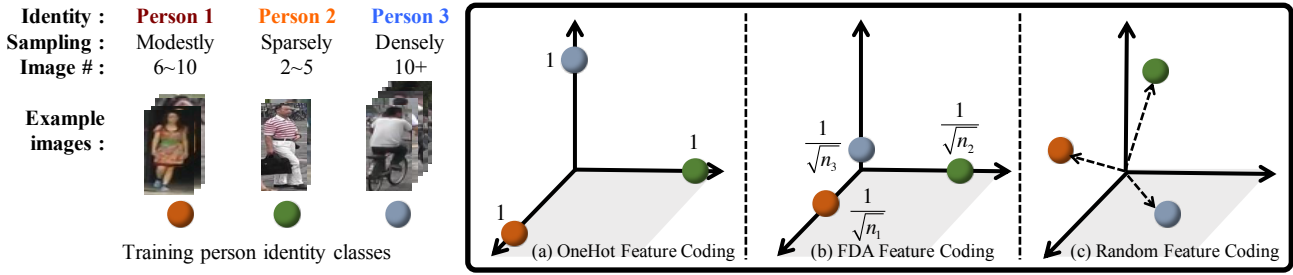 Identity : Person 1 Person 2 Person 3
Sampling : Modestly Sparsely Densely
Image # : 6~10 2~5 10+
Example
images :
Training person identity classes
1
1
1
(a) OneHot Feature Coding
1/√n₃
1/√n₂
1/√n₁
(b) FDA Feature Coding
(c) Random Feature Coding